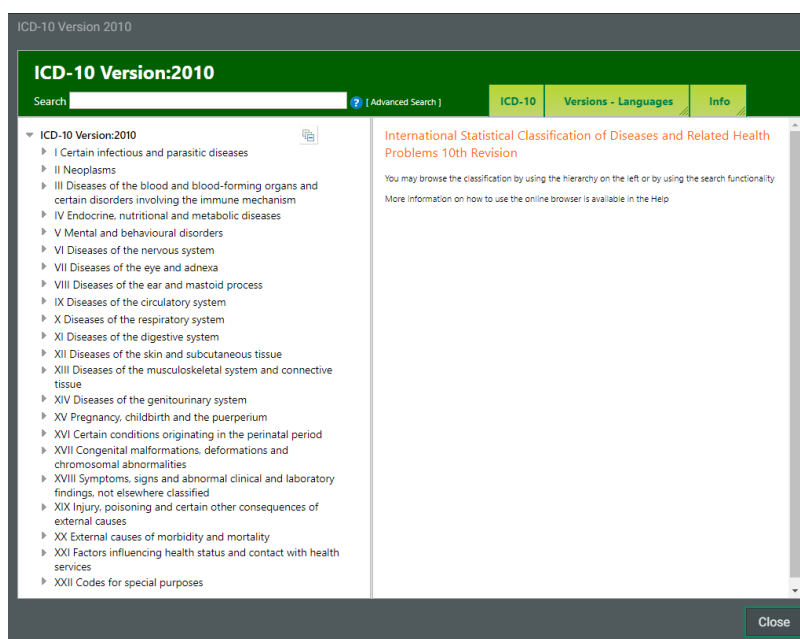 ICD-10 Version 2010
ICD-10 Version:2010
Search ? [ Advanced Search ] ICD-10 Versions - Languages Info
ICD-10 Version:2010
I Certain infectious and parasitic diseases
II Neoplasms
III Diseases of the blood and blood-forming organs and
certain disorders involving the immune mechanism
IV Endocrine, nutritional and metabolic diseases
V Mental and behavioural disorders
VI Diseases of the nervous system
VII Diseases of the eye and adnexa
VIII Diseases of the ear and mastoid process
IX Diseases of the circulatory system
X Diseases of the respiratory system
XI Diseases of the digestive system
XII Diseases of the skin and subcutaneous tissue
XIII Diseases of the musculoskeletal system and connective
tissue
XIV Diseases of the genitourinary system
XV Pregnancy, childbirth and the puerperium
XVI Certain conditions originating in the perinatal period
XVII Congenital malformations, deformations and
chromosomal abnormalities
XVIII Symptoms, signs and abnormal clinical and laboratory
findings, not elsewhere classified
XIX Injury, poisoning and certain other consequences of
external causes
XX External causes of morbidity and mortality
XXI Factors influencing health status and contact with health
services
XXII Codes for special purposes
International Statistical Classification of Diseases and Related Health
Problems 10th Revision
You may browse the classification by using the hierarchy on the left or by using the search functionality
More information on how to use the online browser is available in the Help
Close